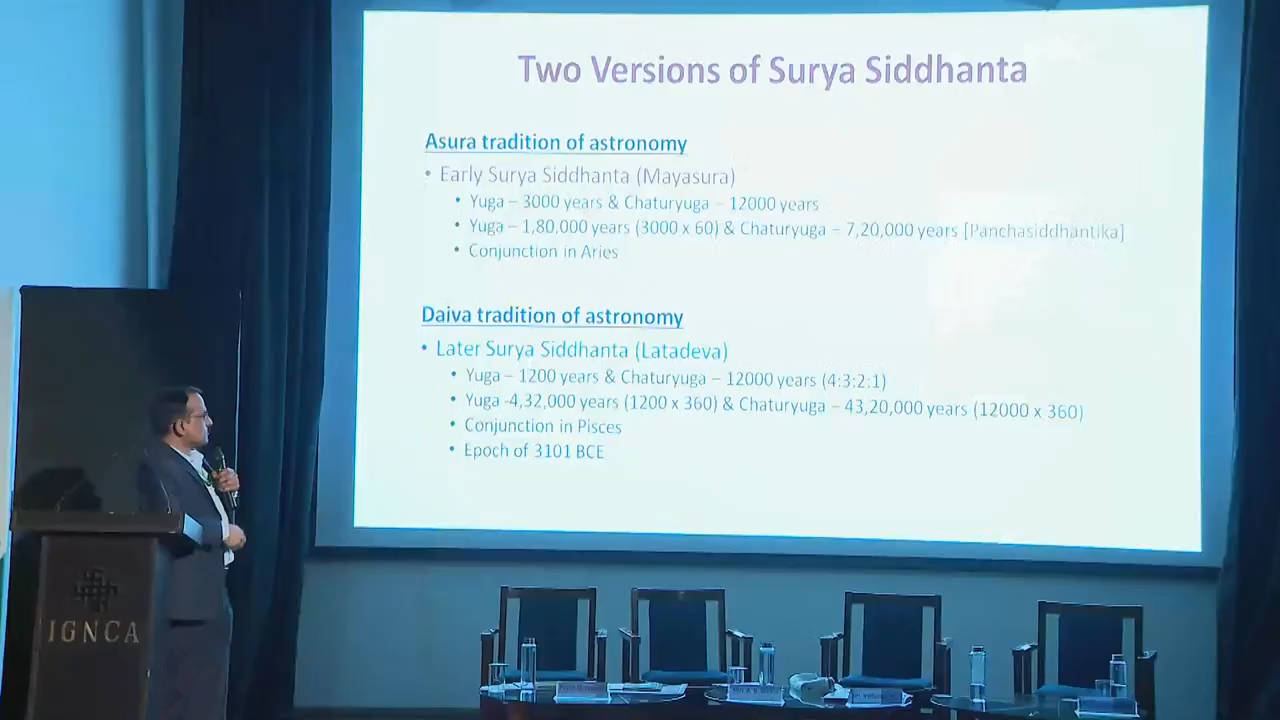 Two Versions of Surya Siddhanta
Asura tradition of astronomy
• Early Surya Siddhanta (Mayasura)
• Yuga – 3000 years & Chaturyuga – 12000 years
• Yuga – 1,80,000 years (3000 x 60) & Chaturyuga – 7,20,000 years [Panchasiddhantika]
• Conjunction in Aries
Daiva tradition of astronomy
• Later Surya Siddhanta (Latadeva)
• Yuga – 1200 years & Chaturyuga – 12000 years (4:3:2:1)
• Yuga -4,32,000 years (1200 x 360) & Chaturyuga – 43,20,000 years (12000 x 360)
• Conjunction in Pisces
• Epoch of 3101 BCE
IGNCA